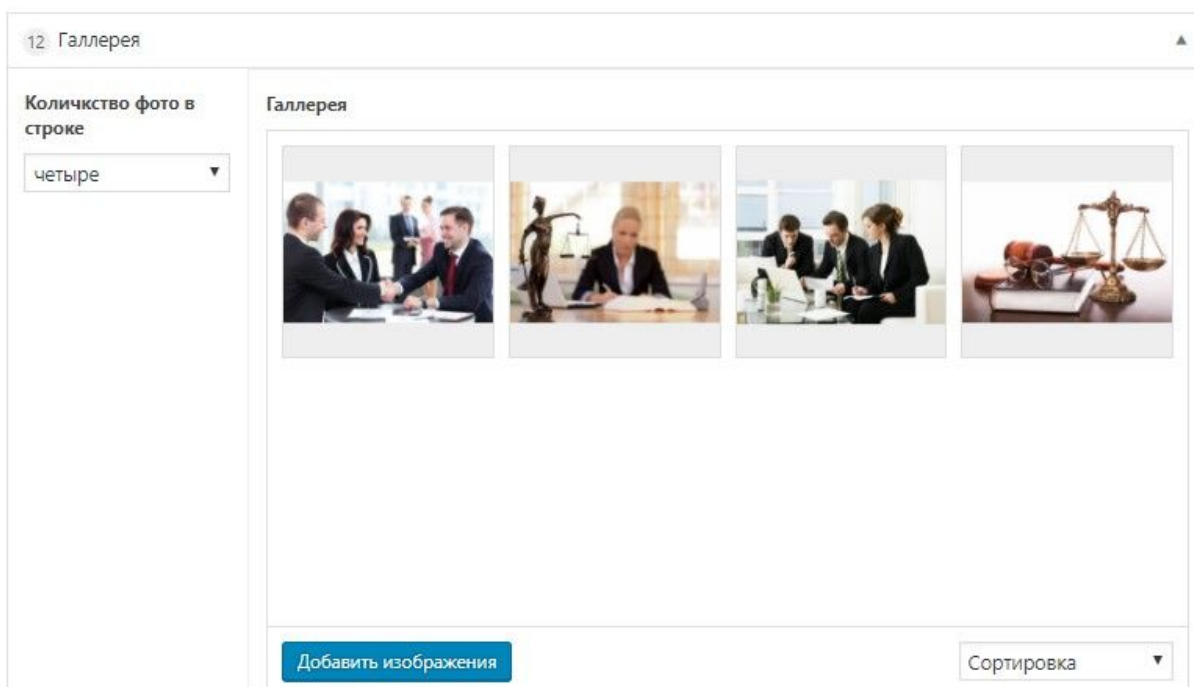 12 Галлерея
Количкство фото в
строке
четыре
Галлерея
Добавить изображения
Сортировка